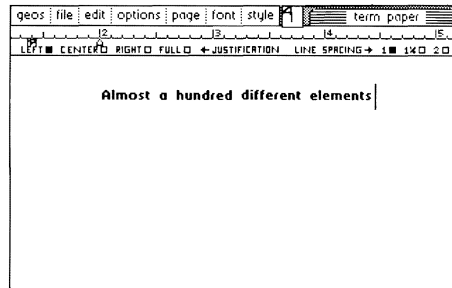 geos file edit options page font style term paper
2 3 4 5
LEFT CENTER RIGHT FULL ←JUSTIFICATION LINE SPACING→ 1 1½ 2
Almost a hundred different elements